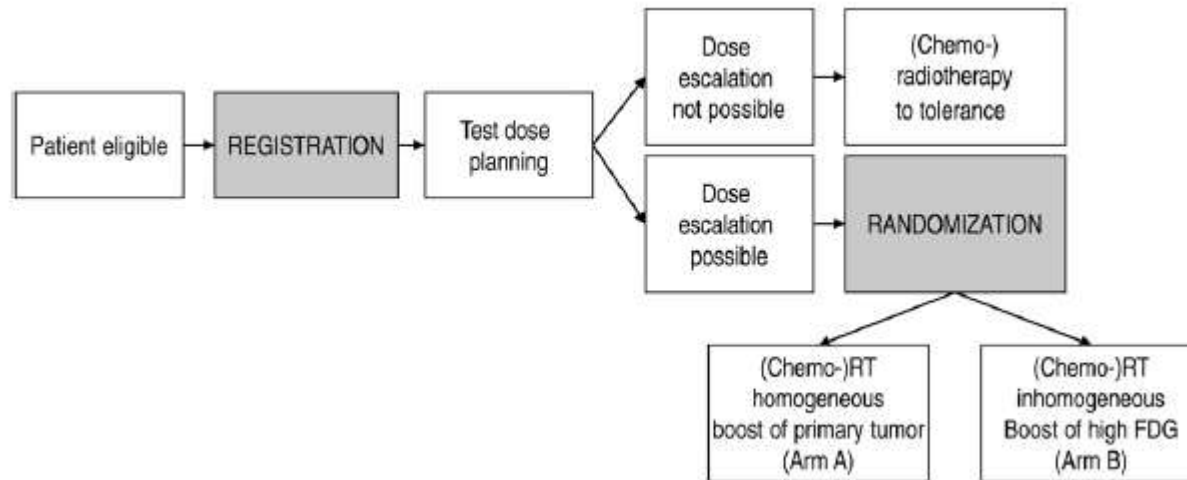 Patient eligible
REGISTRATION
Test dose
planning
Dose
escalation
not possible
(Chemo-)
radiotherapy
to tolerance
Dose
escalation
possible
RANDOMIZATION
(Chemo-)RT
homogeneous
boost of primary tumor
(Arm A)
(Chemo-)RT
inhomogeneous
Boost of high FDG
(Arm B)